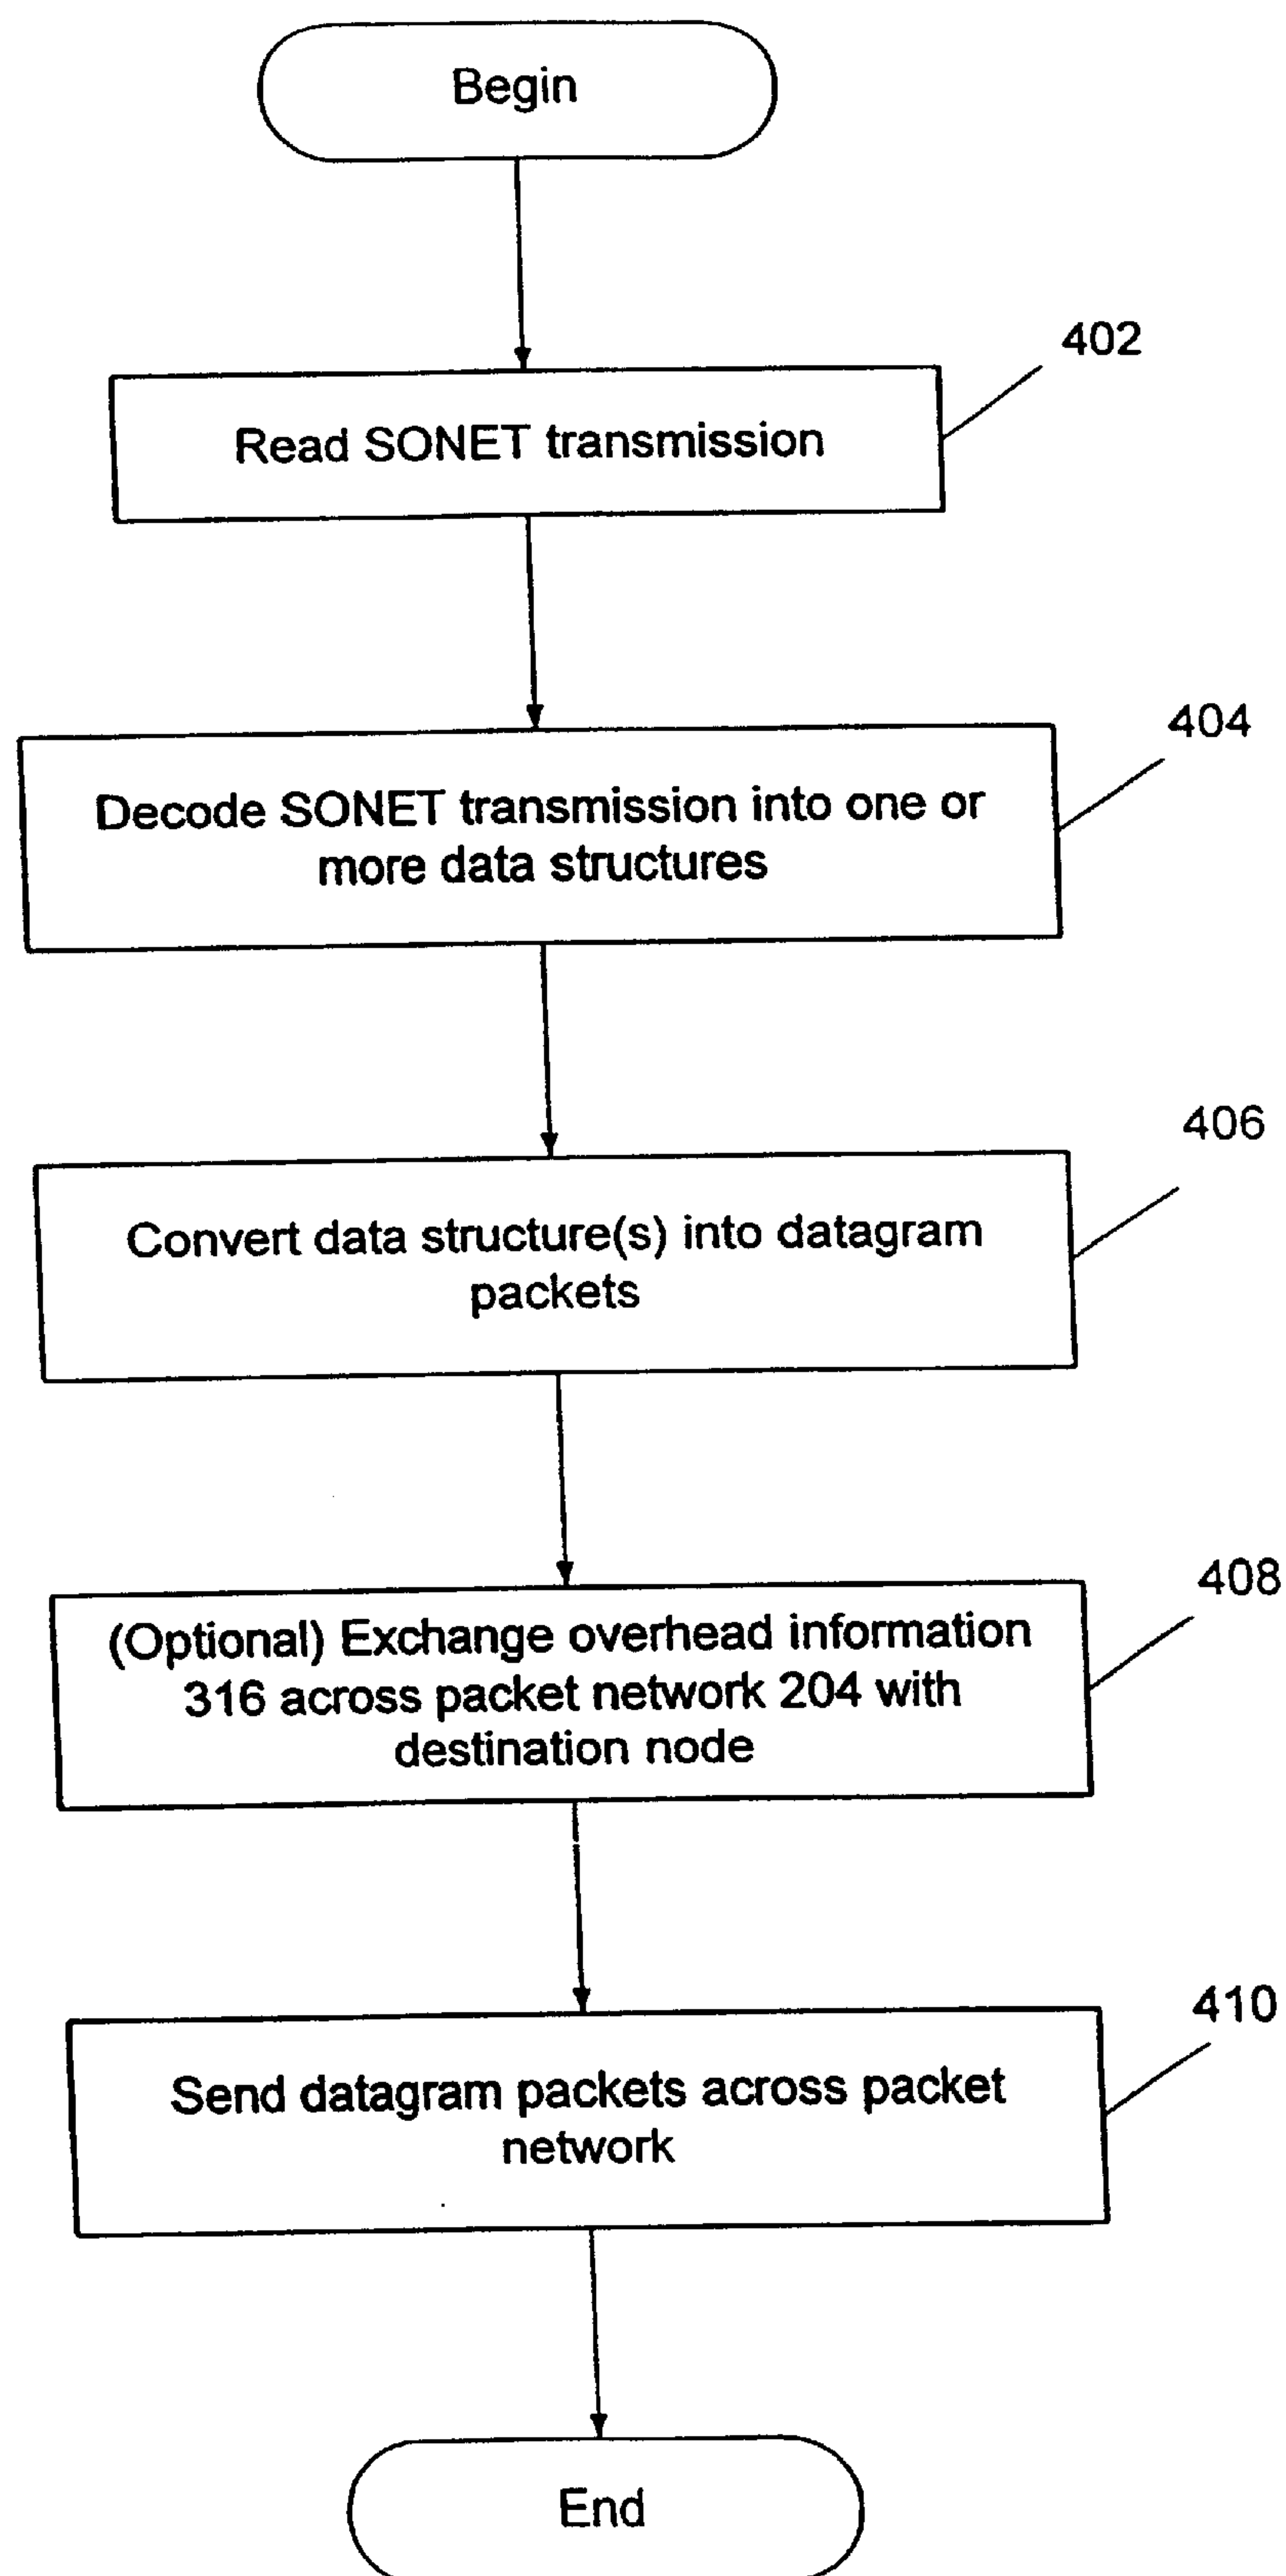 Begin
402
Read SONET transmission
404
Decode SONET transmission into one or
more data structures
406
Convert data structure(s) into datagram
packets
408
(Optional) Exchange overhead information
316 across packet network 204 with
destination node
410
Send datagram packets across packet
network
End